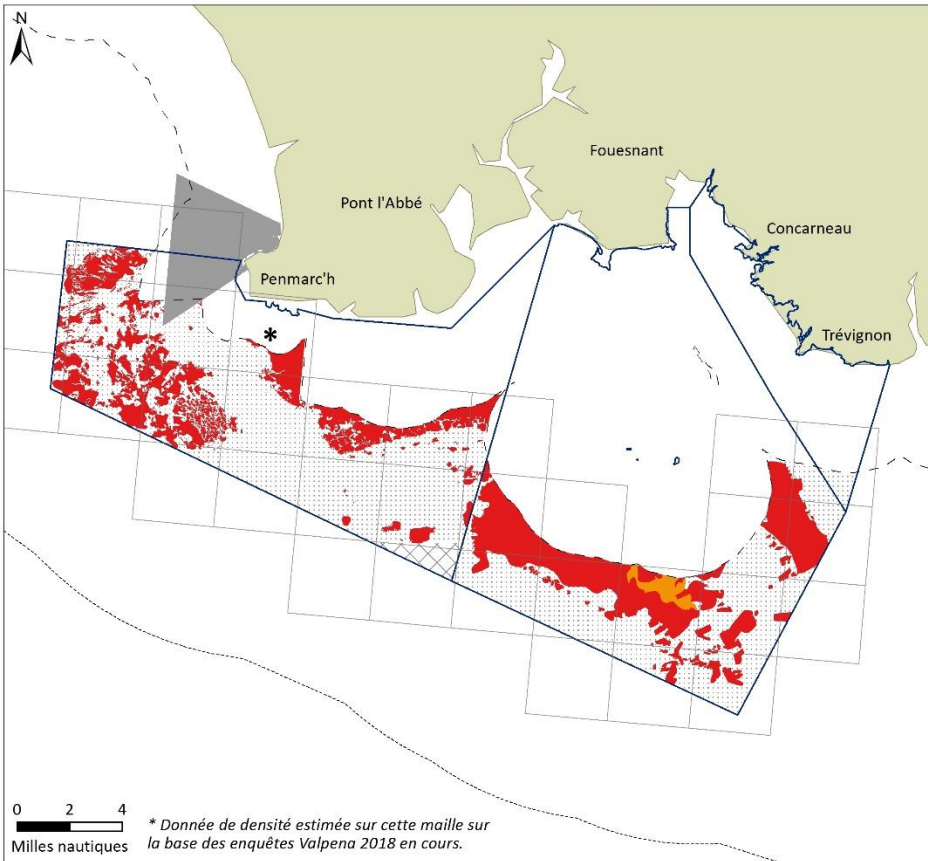 N
Fouesnant
Pont l'Abbé
Concarneau
Penmarc'h
Trévignon
*
0 2 4
Milles nautiques
* Donnée de densité estimée sur cette maille sur
la base des enquêtes Valpena 2018 en cours.